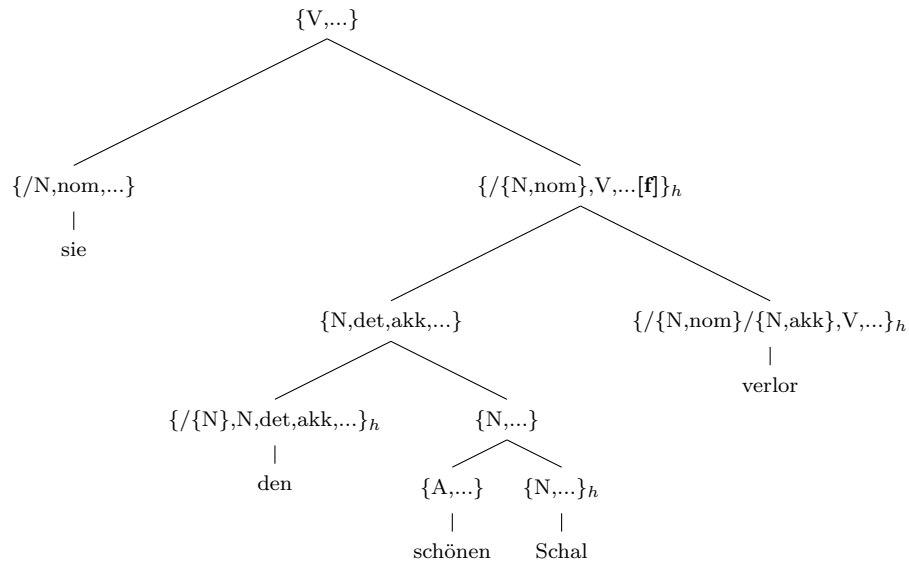 {V,...}
{/N,nom,...} {/{N,nom},V,...[f]}ₕ
sie
{N,det,akk,...} {/{N,nom}/{N,akk},V,...}ₕ
verlor
{/{N},N,det,akk,...}ₕ {N,...}
den {A,...} {N,...}ₕ
schönen Schal